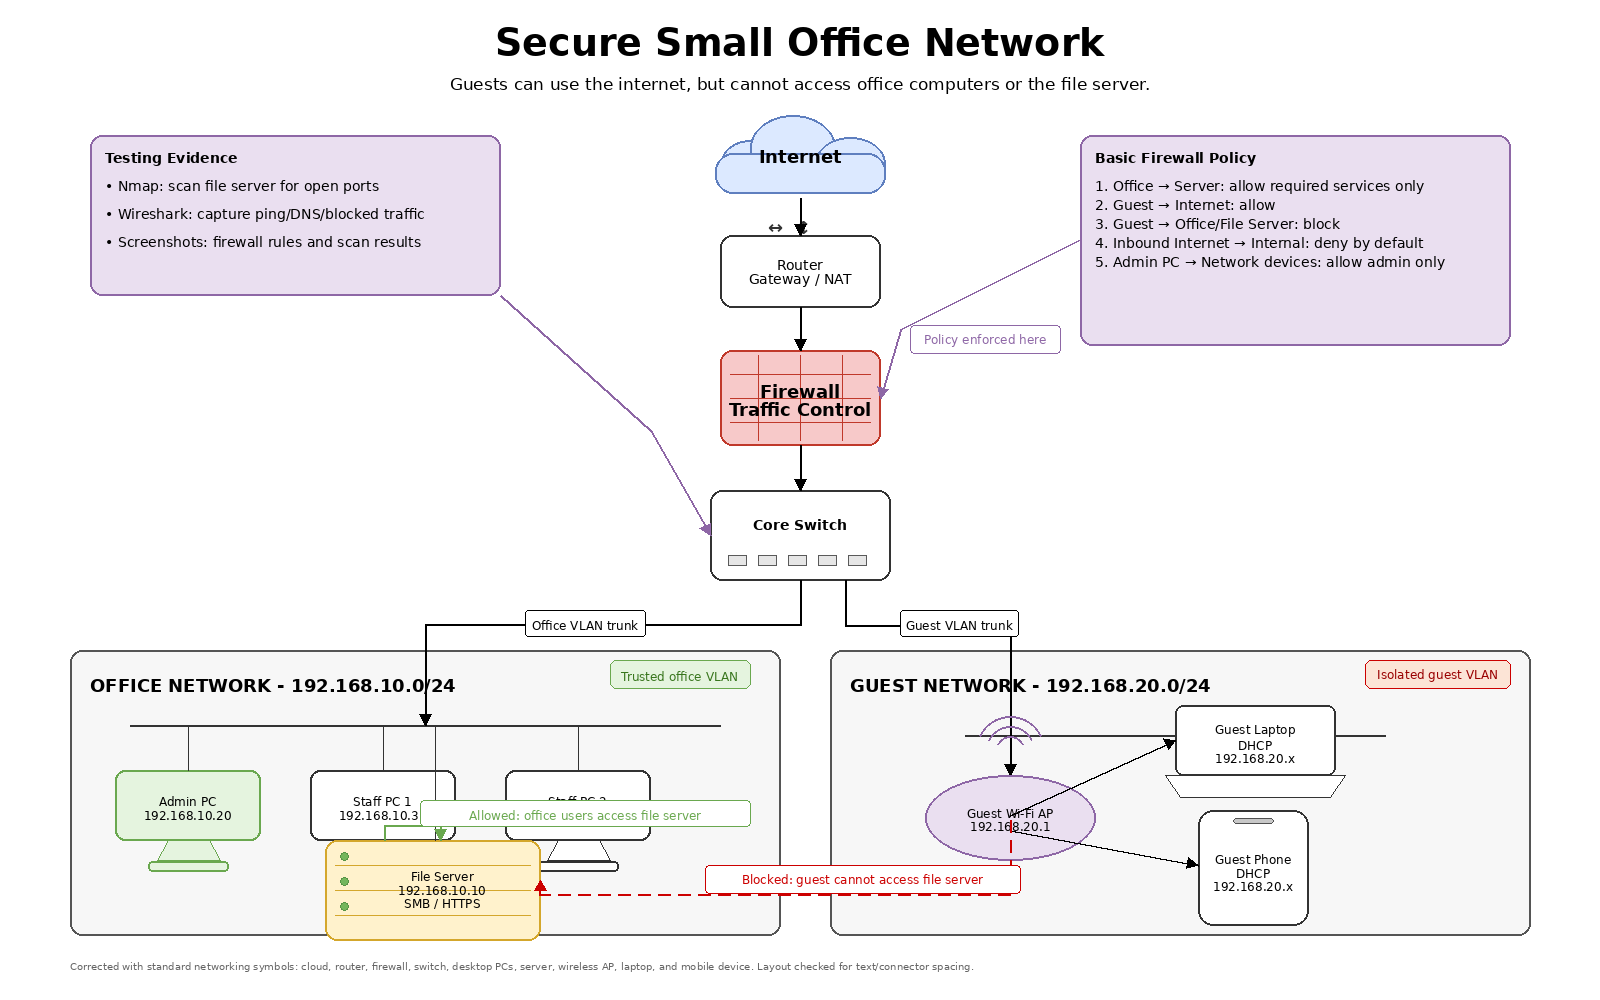 Secure Small Office Network
Guests can use the internet, but cannot access office computers or the file server.
Testing Evidence
• Nmap: scan file server for open ports
• Wireshark: capture ping/DNS/blocked traffic
• Screenshots: firewall rules and scan results
Internet
Basic Firewall Policy
1. Office → Server: allow required services only
2. Guest → Internet: allow
3. Guest → Office/File Server: block
4. Inbound Internet → Internal: deny by default
5. Admin PC → Network devices: allow admin only
Router
Gateway / NAT
Policy enforced here
Firewall
Traffic Control
Core Switch
Office VLAN trunk
Guest VLAN trunk
OFFICE NETWORK - 192.168.10.0/24
Trusted office VLAN
Admin PC
192.168.10.20
Staff PC 1
192.168.10.3
Staff PC 2
Allowed: office users access file server
File Server
192.168.10.10
SMB / HTTPS
Blocked: guest cannot access file server
GUEST NETWORK - 192.168.20.0/24
Isolated guest VLAN
Guest Wi-Fi AP
192.168.20.1
Guest Laptop
DHCP
192.168.20.x
Guest Phone
DHCP
192.168.20.x
Corrected with standard networking symbols: cloud, router, firewall, switch, desktop PCs, server, wireless AP, laptop, and mobile device. Layout checked for text/connector spacing.